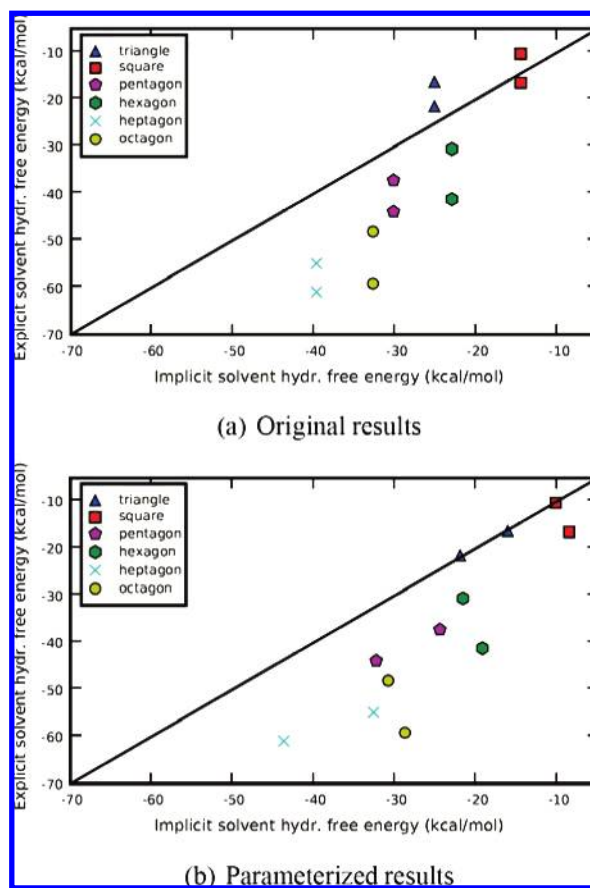 triangle
square
pentagon
hexagon
heptagon
octagon
-10
-20
-30
-40
-50
-60
-70
Explicit solvent hydr. free energy (kcal/mol)
-70
-60
-50
-40
-30
-20
-10
Implicit solvent hydr. free energy (kcal/mol)
(a) Original results
triangle
square
pentagon
hexagon
heptagon
octagon
-10
-20
-30
-40
-50
-60
-70
Explicit solvent hydr. free energy (kcal/mol)
-70
-60
-50
-40
-30
-20
-10
Implicit solvent hydr. free energy (kcal/mol)
(b) Parameterized results